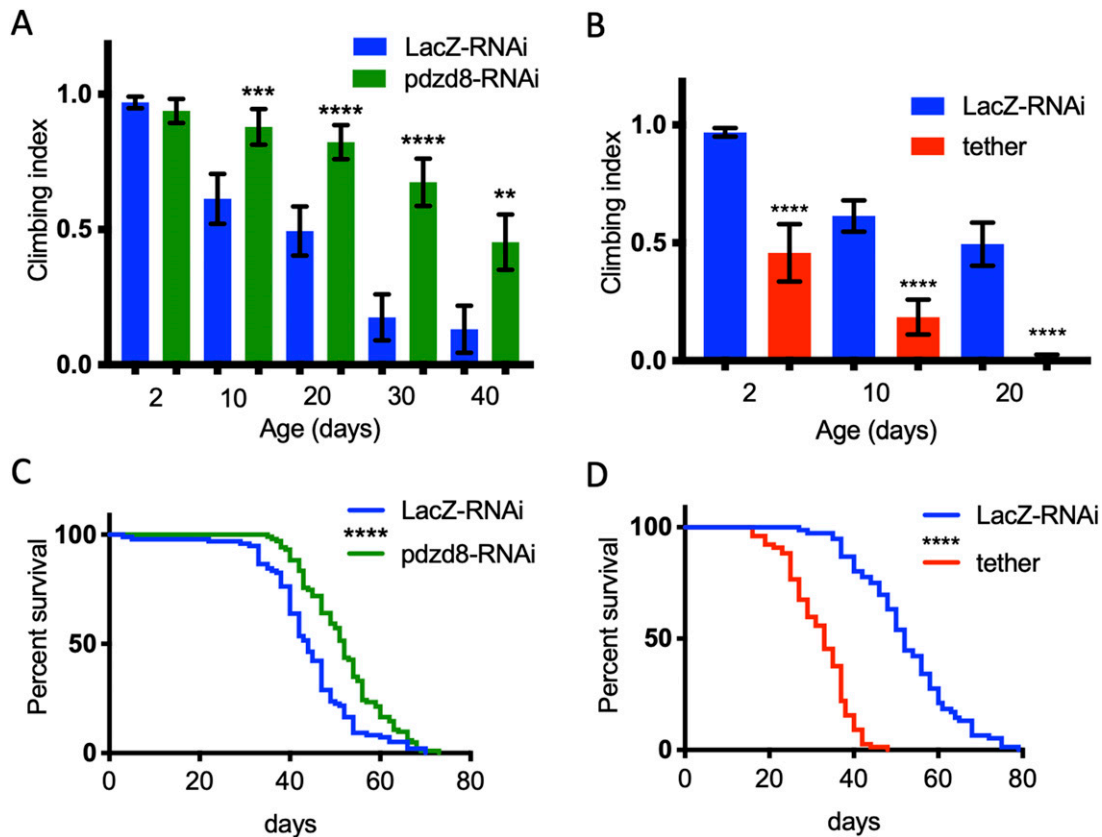 A
LacZ-RNAi
pdzd8-RNAi
Climbing index
1.0
0.5
0.0
***
****
****
**
2 10 20 30 40
Age (days)
B
LacZ-RNAi
tether
Climbing index
1.0
0.5
0.0
****
****
****
2 10 20
Age (days)
C
LacZ-RNAi
****
pdzd8-RNAi
Percent survival
100
50
0
0 20 40 60 80
days
D
LacZ-RNAi
****
tether
Percent survival
100
50
0
0 20 40 60 80
days